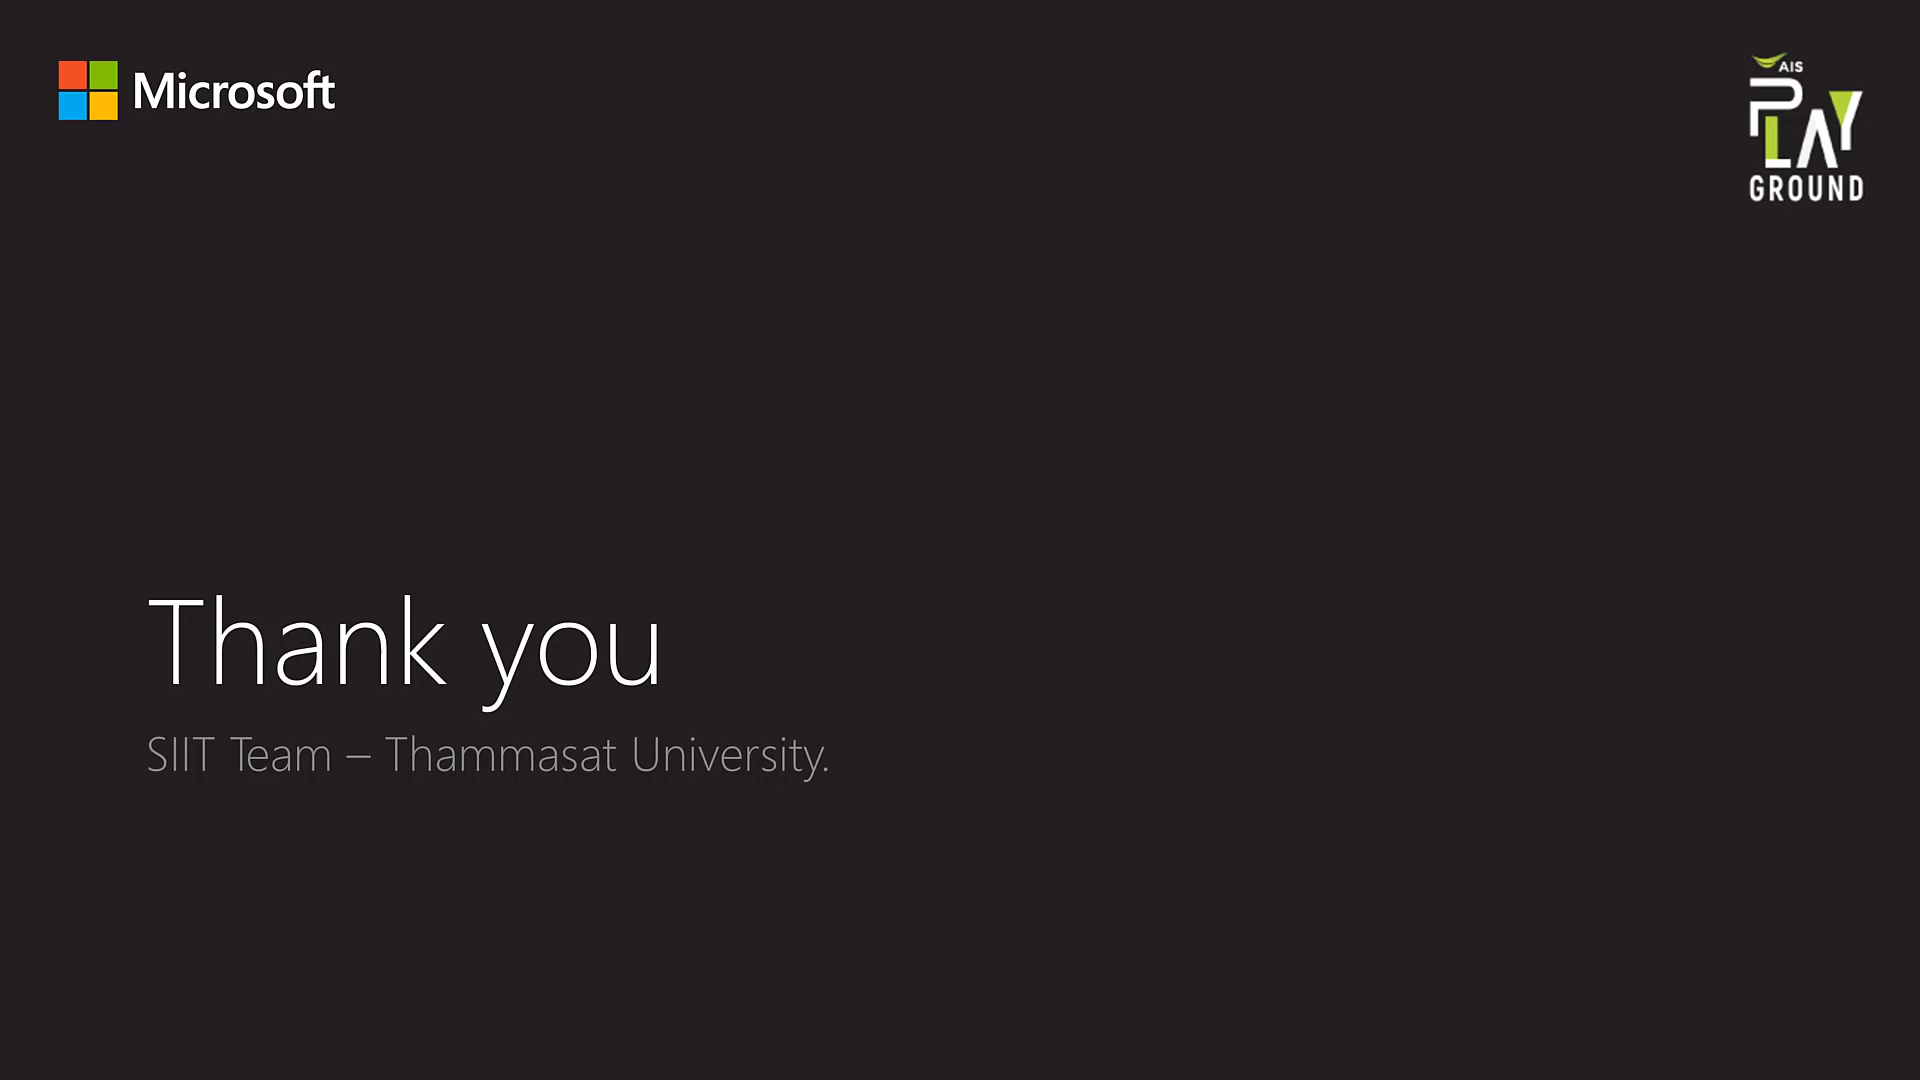 Microsoft
AIS
PLAY
GROUND
Thank you
SIIT Team – Thammasat University.